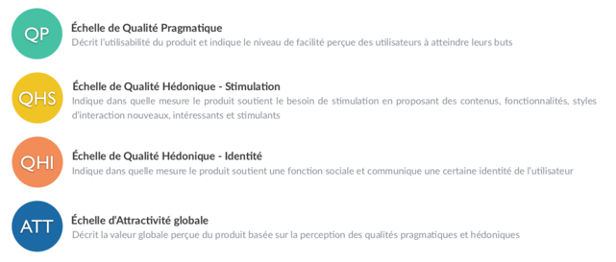 QP
Échelle de Qualité Pragmatique
Décrit l'utilisabilité du produit et indique le niveau de facilité perçue des utilisateurs à atteindre leurs buts
QHS
Échelle de Qualité Hédonique - Stimulation
Indique dans quelle mesure le produit soutient le besoin de stimulation en proposant des contenus, fonctionnalités, styles
d'interaction nouveaux, intéressants et stimulants
QHI
Échelle de Qualité Hédonique - Identité
Indique dans quelle mesure le produit soutient une fonction sociale et communique une certaine identité de l'utilisateur
ATT
Échelle d'Attractivité globale
Décrit la valeur globale perçue du produit basée sur la perception des qualités pragmatiques et hédoniques